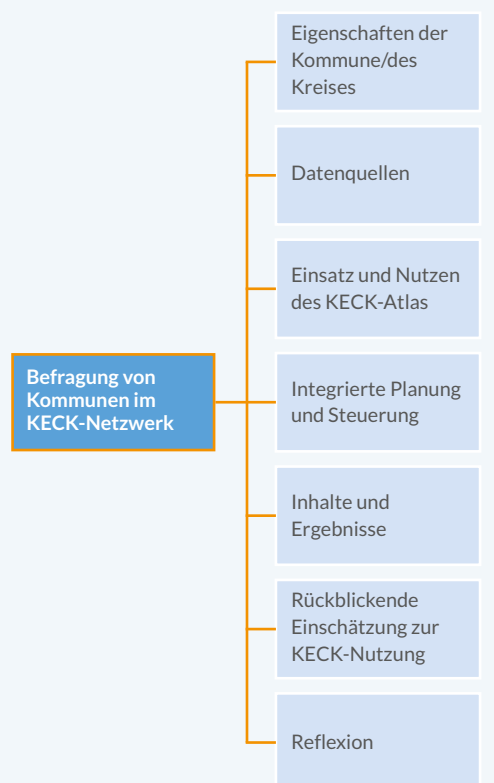 Eigenschaften der
Kommune/des
Kreises
Datenquellen
Einsatz und Nutzen
des KECK-Atlas
Befragung von
Kommunen im
KECK-Netzwerk
Integrierte Planung
und Steuerung
Inhalte und
Ergebnisse
Rückblickende
Einschätzung zur
KECK-Nutzung
Reflexion